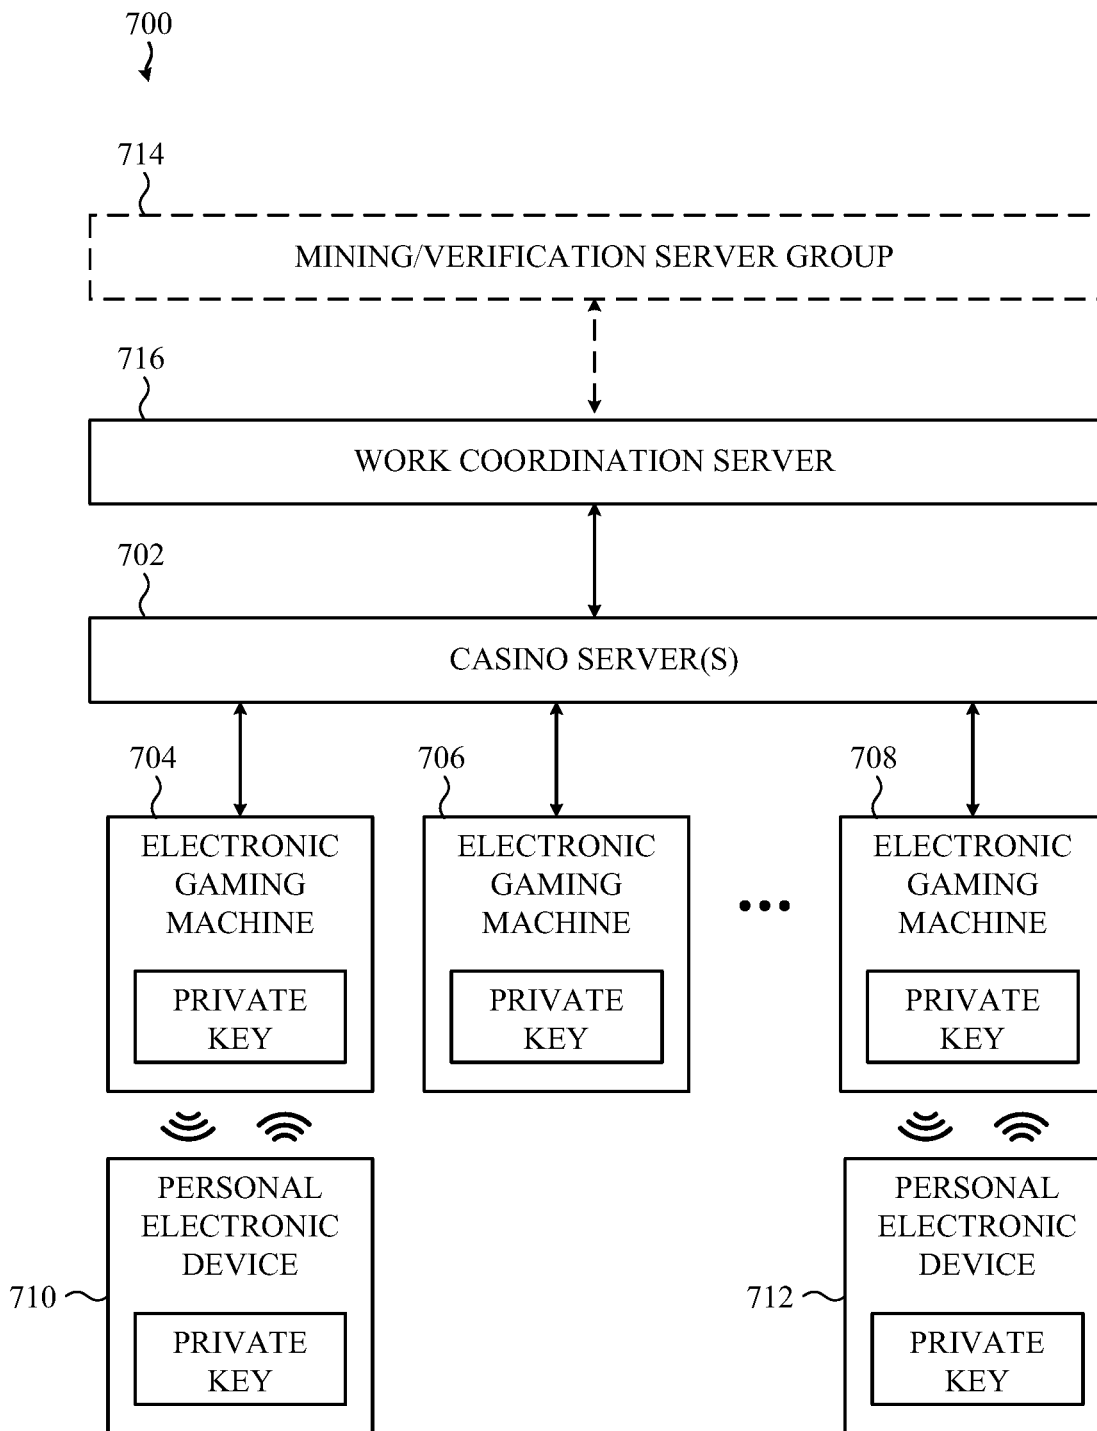 700
714
MINING/VERIFICATION SERVER GROUP
716
WORK COORDINATION SERVER
702
CASINO SERVER(S)
704
706
708
ELECTRONIC
GAMING
MACHINE
PRIVATE
KEY
ELECTRONIC
GAMING
MACHINE
PRIVATE
KEY
ELECTRONIC
GAMING
MACHINE
PRIVATE
KEY
710
PERSONAL
ELECTRONIC
DEVICE
PRIVATE
KEY
712
PERSONAL
ELECTRONIC
DEVICE
PRIVATE
KEY